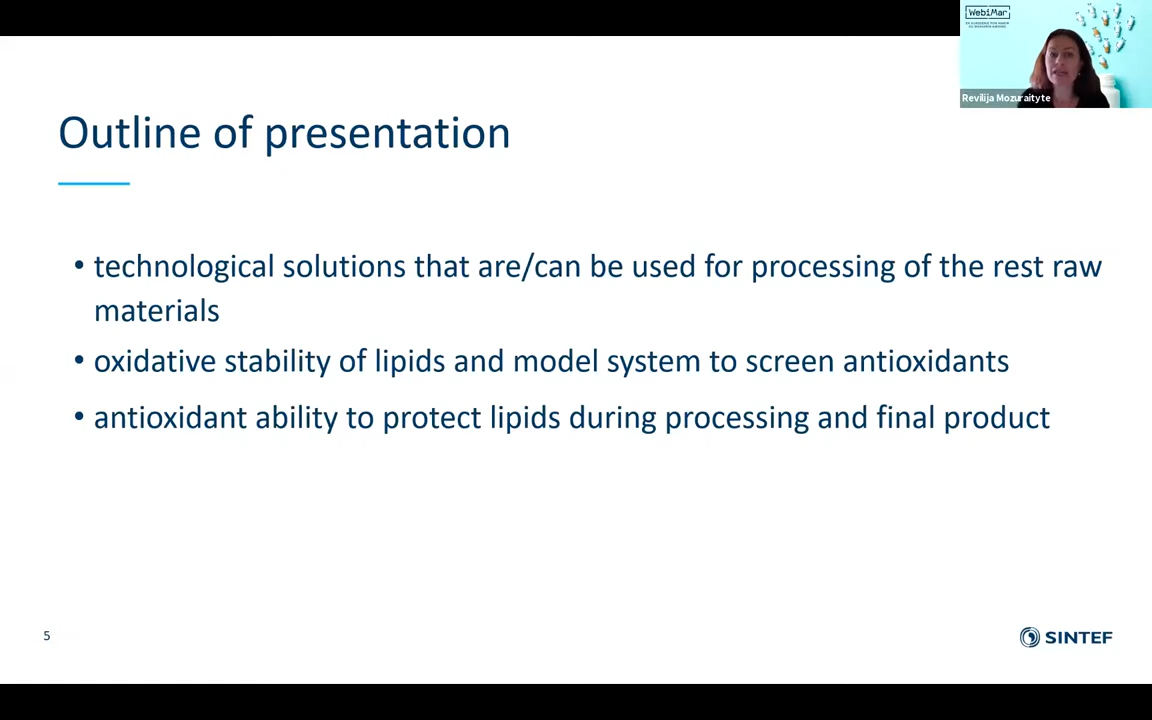 WebiMar
Revilija Mozuraityte
Outline of presentation
• technological solutions that are/can be used for processing of the rest raw
materials
• oxidative stability of lipids and model system to screen antioxidants
• antioxidant ability to protect lipids during processing and final product
5
SINTEF